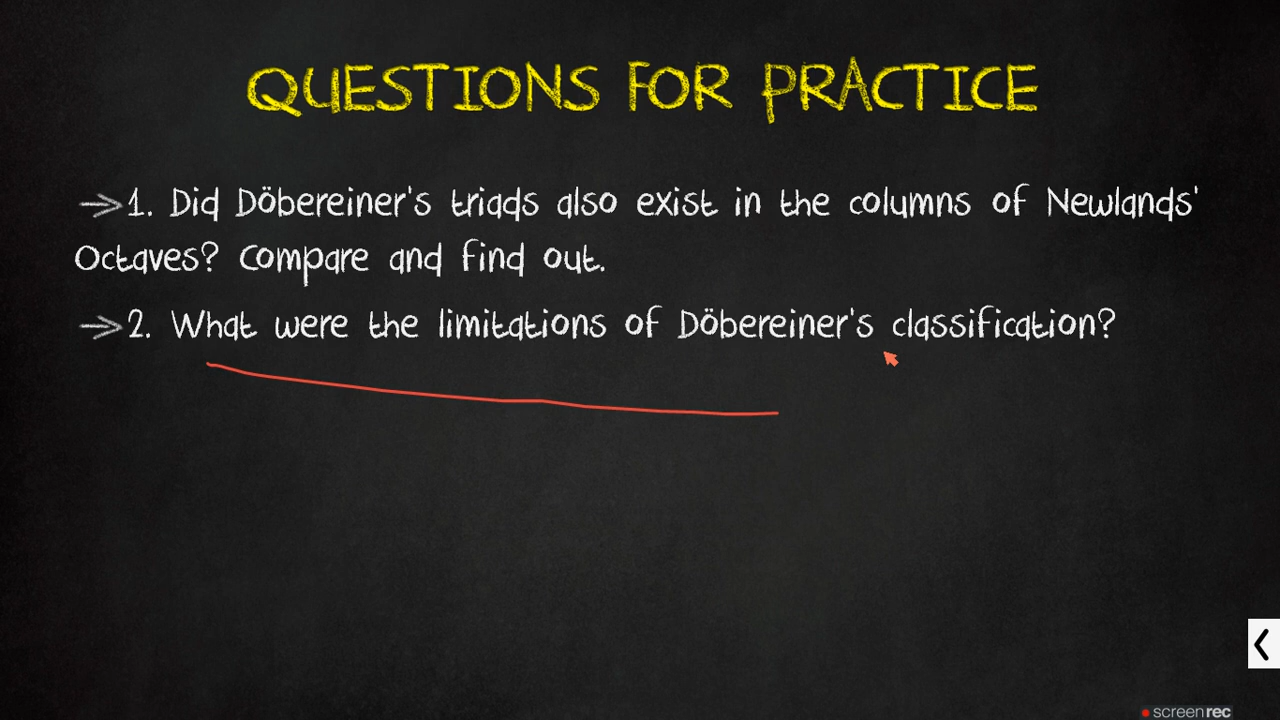 QUESTIONS FOR PRACTICE
→1. Did Döbereiner's triads also exist in the columns of Newlands'
Octaves? Compare and find out.
→2. What were the limitations of Döbereiner's classification?
screenrec